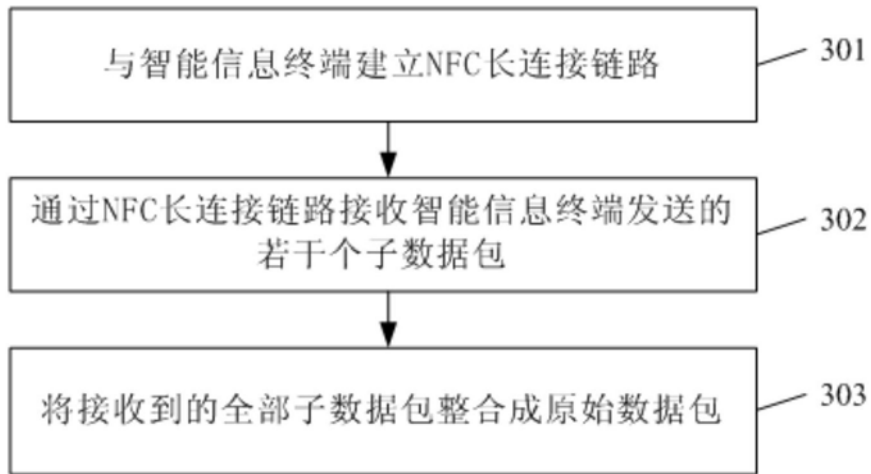 与智能信息终端建立NFC长连接链路
301
通过NFC长连接链路接收智能信息终端发送的
若干个子数据包
302
将接收到的全部子数据包整合成原始数据包
303